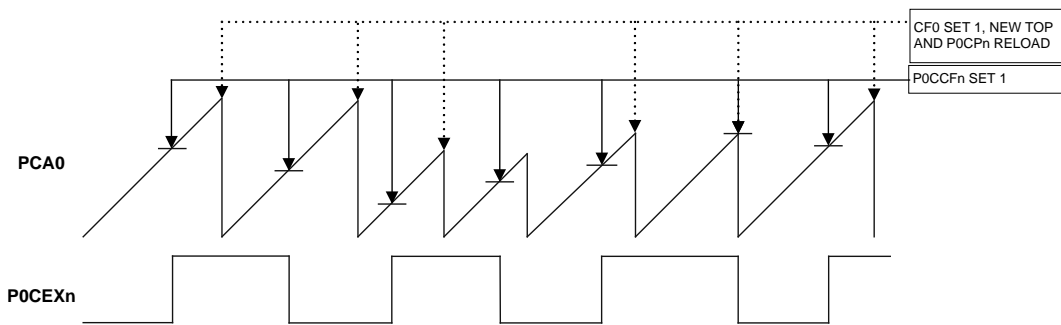 CF0 SET 1, NEW TOP
AND P0CPn RELOAD
P0CCFn SET 1
PCA0
P0CEXn